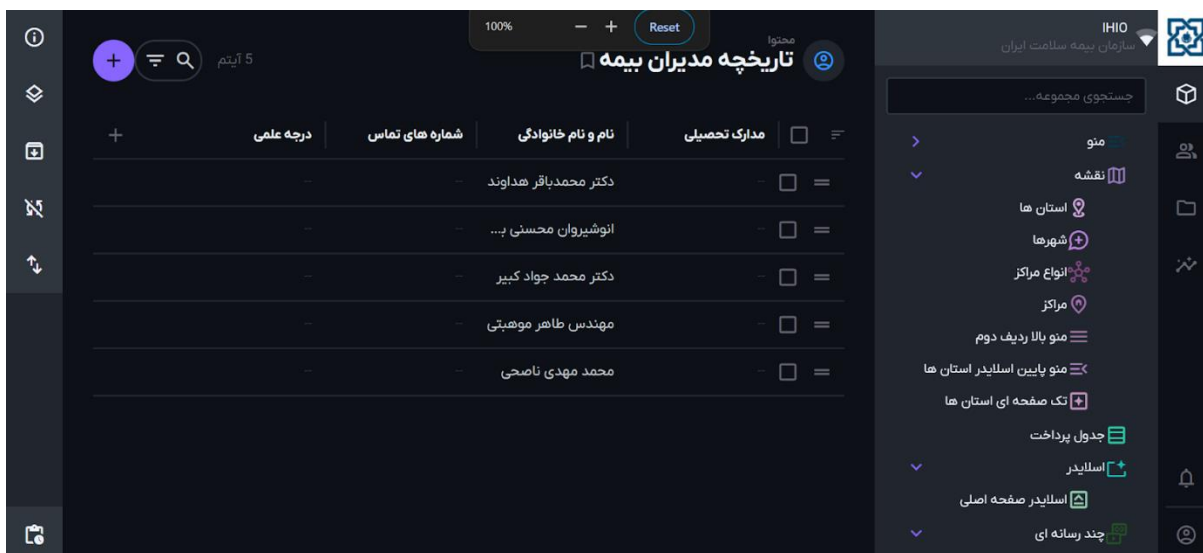 IHIO
سازمان بیمه سلامت ایران
جستجوی مجموعه...
منو
نقشه
استان ها
شهرها
انواع مراکز
مراکز
منو بالا ردیف دوم
منو پایین اسلایدر استان ها
تک صفحه ای استان ها
جدول پرداخت
اسلایدر
اسلایدر صفحه اصلی
چند رسانه ای
100%
Reset
محتوا
تاریخچه مدیران بیمه
5 آیتم
مدارک تحصیلی نام و نام خانوادگی شماره های تماس درجه علمی
-- دکتر محمدباقر هداوند -- --
-- انوشیروان محسنی ب... -- --
-- دکتر محمد جواد کبیر -- --
-- مهندس طاهر موهبتی -- --
-- محمد مهدی ناصحی -- --